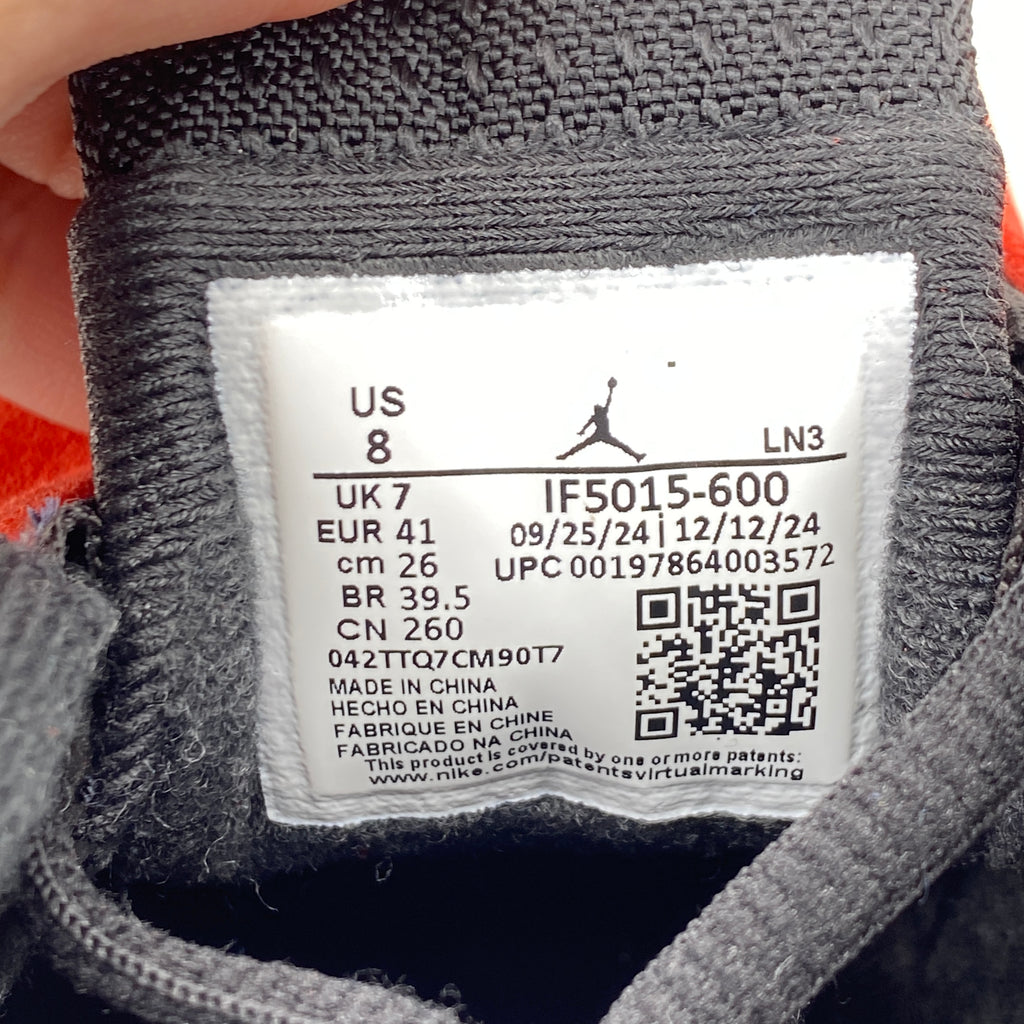 US
8
LN3
UK 7
IF5015-600
EUR 41
09/25/24 | 12/12/24
cm 26
UPC 00197864003572
BR 39.5
CN 260
042TTQ7CM90T7
MADE IN CHINA
HECHO EN CHINA
FABRIQUE EN CHINE
FABRICADO NA CHINA
This product is covered by one or more patents:
www.nike.com/patentsvirtualmarking